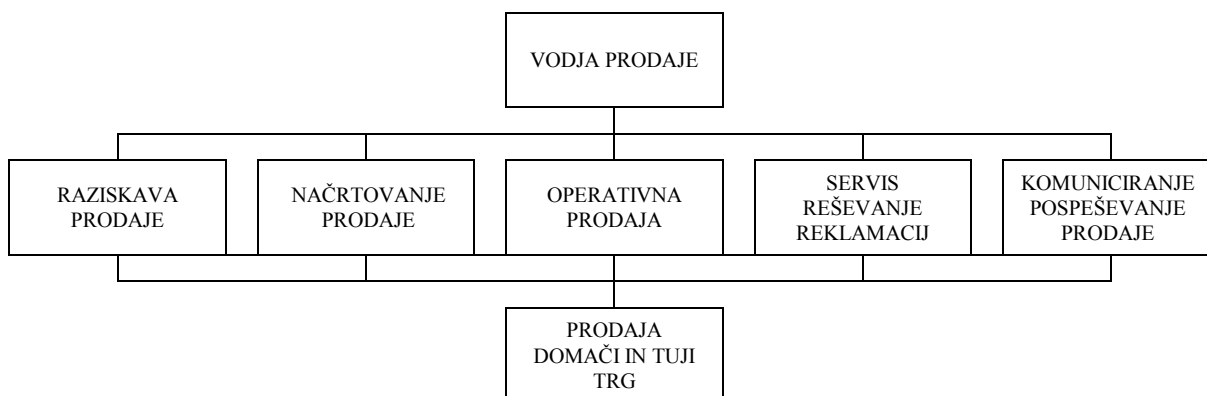 VODJA PRODAJE
RAZISKAVA
PRODAJE
NAČRTOVANJE
PRODAJE
OPERATIVNA
PRODAJA
SERVIS
REŠEVANJE
REKLAMACIJ
KOMUNICIRANJE
POSPEŠEVANJE
PRODAJE
PRODAJA
DOMAČI IN TUJI
TRG